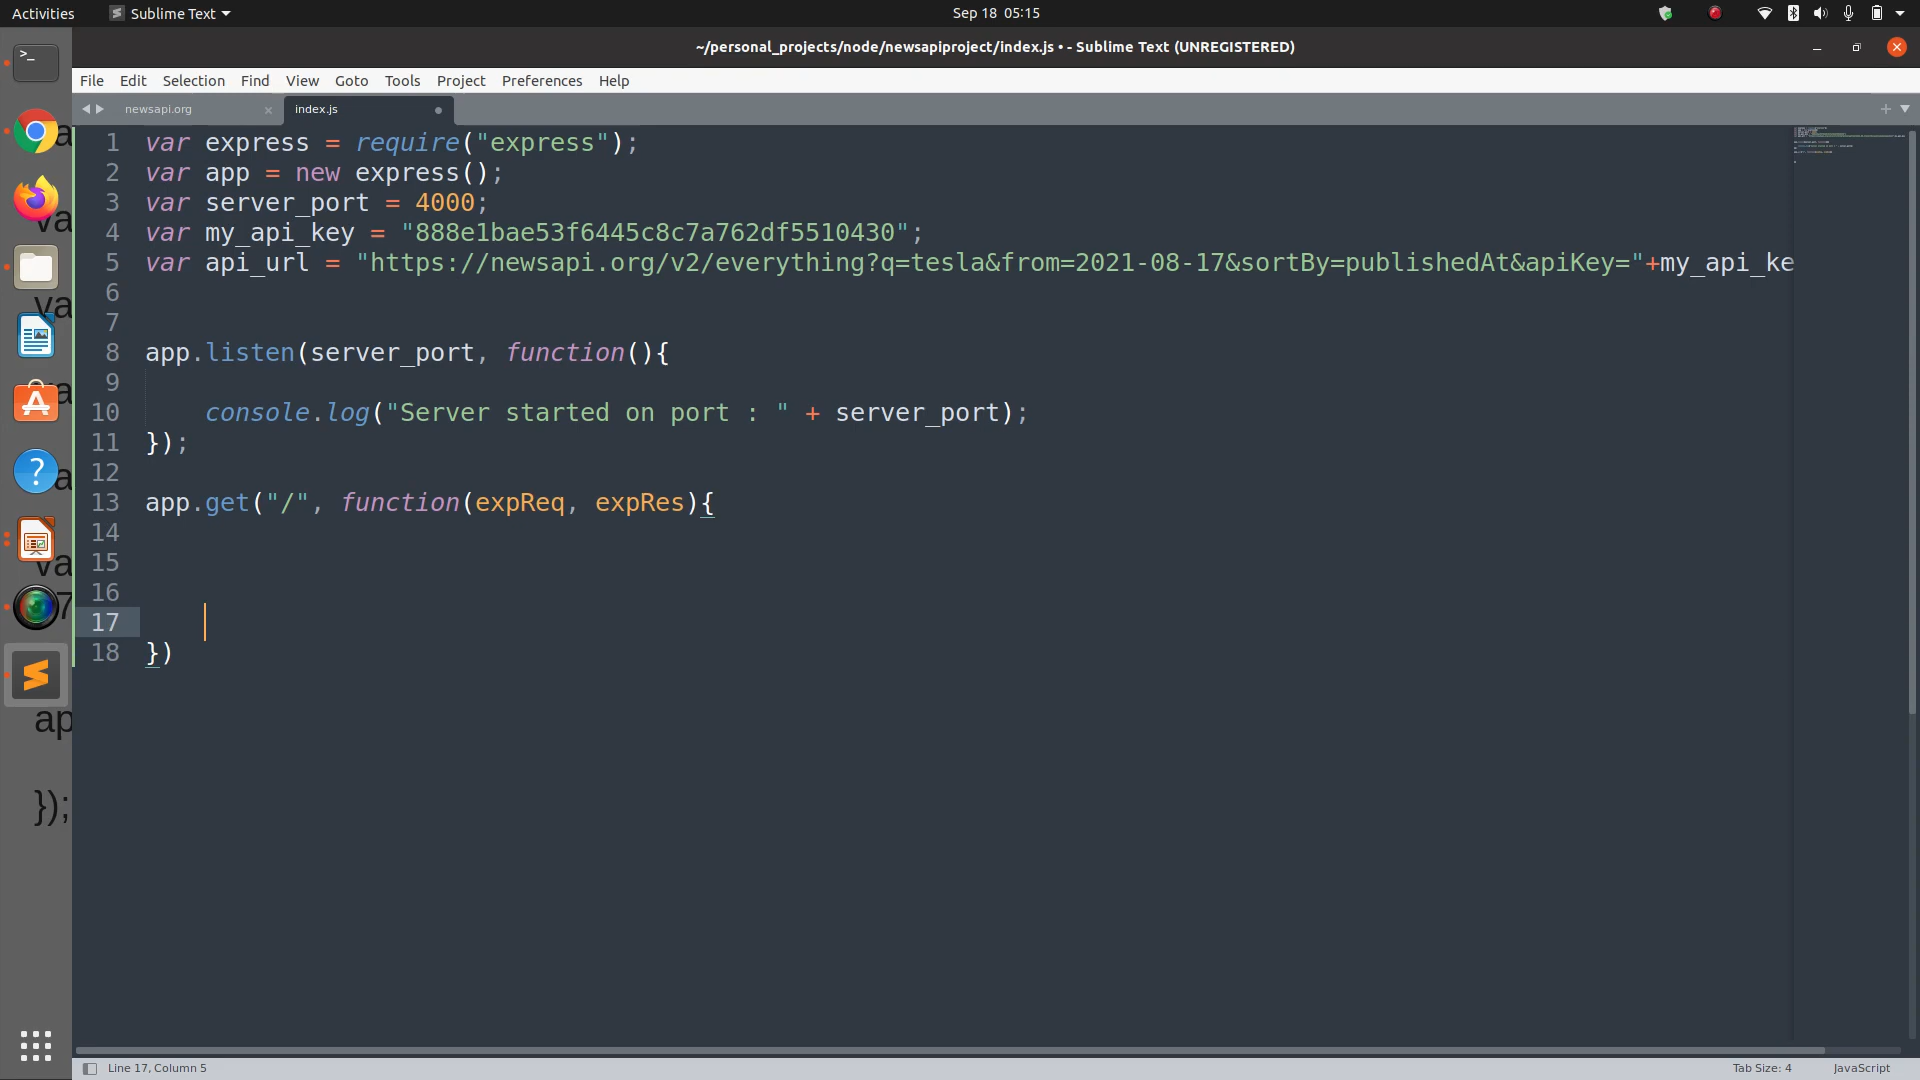 Activities
Sublime Text
Sep 18 05:15
~/personal_projects/node/newsapiproject/index.js • - Sublime Text (UNREGISTERED)
File Edit Selection Find View Goto Tools Project Preferences Help
newsapi.org
index.js
1 var express = require("express");
2 var app = new express();
3 var server_port = 4000;
4 var my_api_key = "888e1bae53f6445c8c7a762df5510430";
5 var api_url = "https://newsapi.org/v2/everything?q=tesla&from=2021-08-17&sortBy=publishedAt&apiKey="+my_api_ke
6
7
8 app.listen(server_port, function(){
9
10 console.log("Server started on port : " + server_port);
11 });
12
13 app.get("/", function(expReq, expRes){
14
15
16
17
18 })
va
ap
});
Line 17, Column 5
Tab Size: 4
JavaScript